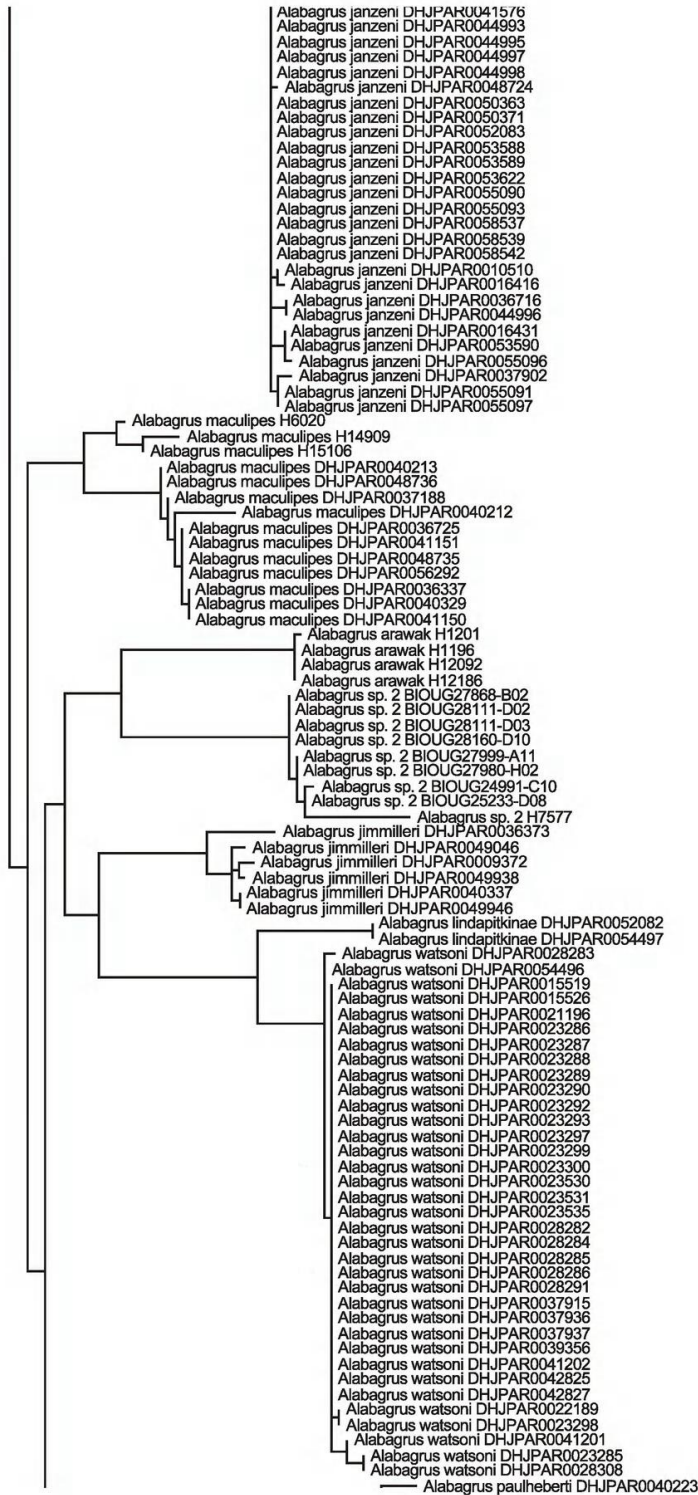 Alabagrus janzeni DHJPAR0041576
Alabagrus janzeni DHJPAR0044993
Alabagrus janzeni DHJPAR0044995
Alabagrus janzeni DHJPAR0044997
Alabagrus janzeni DHJPAR0044998
Alabagrus janzeni DHJPAR0048724
Alabagrus janzeni DHJPAR0050363
Alabagrus janzeni DHJPAR0050371
Alabagrus janzeni DHJPAR0052083
Alabagrus janzeni DHJPAR0053588
Alabagrus janzeni DHJPAR0053589
Alabagrus janzeni DHJPAR0053622
Alabagrus janzeni DHJPAR0055090
Alabagrus janzeni DHJPAR0055093
Alabagrus janzeni DHJPAR0058537
Alabagrus janzeni DHJPAR0058539
Alabagrus janzeni DHJPAR0058542
Alabagrus janzeni DHJPAR0010510
Alabagrus janzeni DHJPAR0016416
Alabagrus janzeni DHJPAR0036716
Alabagrus janzeni DHJPAR0044996
Alabagrus janzeni DHJPAR0016431
Alabagrus janzeni DHJPAR0053590
Alabagrus janzeni DHJPAR0055096
Alabagrus janzeni DHJPAR0037902
Alabagrus janzeni DHJPAR0055091
Alabagrus janzeni DHJPAR0055097
Alabagrus maculipes H6020
Alabagrus maculipes H14909
Alabagrus maculipes H15106
Alabagrus maculipes DHJPAR0040213
Alabagrus maculipes DHJPAR0048736
Alabagrus maculipes DHJPAR0037188
Alabagrus maculipes DHJPAR0040212
Alabagrus maculipes DHJPAR0036725
Alabagrus maculipes DHJPAR0041151
Alabagrus maculipes DHJPAR0048735
Alabagrus maculipes DHJPAR0056292
Alabagrus maculipes DHJPAR0036337
Alabagrus maculipes DHJPAR0040329
Alabagrus maculipes DHJPAR0041150
Alabagrus arawak H1201
Alabagrus arawak H1196
Alabagrus arawak H12092
Alabagrus arawak H12186
Alabagrus sp. 2 BIOUG27868-B02
Alabagrus sp. 2 BIOUG28111-D02
Alabagrus sp. 2 BIOUG28111-D03
Alabagrus sp. 2 BIOUG28160-D10
Alabagrus sp. 2 BIOUG27999-A11
Alabagrus sp. 2 BIOUG27980-H02
Alabagrus sp. 2 BIOUG24991-C10
Alabagrus sp. 2 BIOUG25233-D08
Alabagrus sp. 2 H7577
Alabagrus jimmilleri DHJPAR0036373
Alabagrus jimmilleri DHJPAR0049046
Alabagrus jimmilleri DHJPAR0009372
Alabagrus jimmilleri DHJPAR0049938
Alabagrus jimmilleri DHJPAR0040337
Alabagrus jimmilleri DHJPAR0049946
Alabagrus lindapitkinae DHJPAR0052082
Alabagrus lindapitkinae DHJPAR0054497
Alabagrus watsoni DHJPAR0028283
Alabagrus watsoni DHJPAR0054496
Alabagrus watsoni DHJPAR0015519
Alabagrus watsoni DHJPAR0015526
Alabagrus watsoni DHJPAR0021196
Alabagrus watsoni DHJPAR0023286
Alabagrus watsoni DHJPAR0023287
Alabagrus watsoni DHJPAR0023288
Alabagrus watsoni DHJPAR0023289
Alabagrus watsoni DHJPAR0023290
Alabagrus watsoni DHJPAR0023292
Alabagrus watsoni DHJPAR0023293
Alabagrus watsoni DHJPAR0023297
Alabagrus watsoni DHJPAR0023299
Alabagrus watsoni DHJPAR0023300
Alabagrus watsoni DHJPAR0023530
Alabagrus watsoni DHJPAR0023531
Alabagrus watsoni DHJPAR0023535
Alabagrus watsoni DHJPAR0028282
Alabagrus watsoni DHJPAR0028284
Alabagrus watsoni DHJPAR0028285
Alabagrus watsoni DHJPAR0028286
Alabagrus watsoni DHJPAR0028291
Alabagrus watsoni DHJPAR0037915
Alabagrus watsoni DHJPAR0037936
Alabagrus watsoni DHJPAR0037937
Alabagrus watsoni DHJPAR0039356
Alabagrus watsoni DHJPAR0041202
Alabagrus watsoni DHJPAR0042825
Alabagrus watsoni DHJPAR0042827
Alabagrus watsoni DHJPAR0022189
Alabagrus watsoni DHJPAR0023298
Alabagrus watsoni DHJPAR0041201
Alabagrus watsoni DHJPAR0023285
Alabagrus watsoni DHJPAR0028308
Alabagrus paulheberti DHJPAR0040223